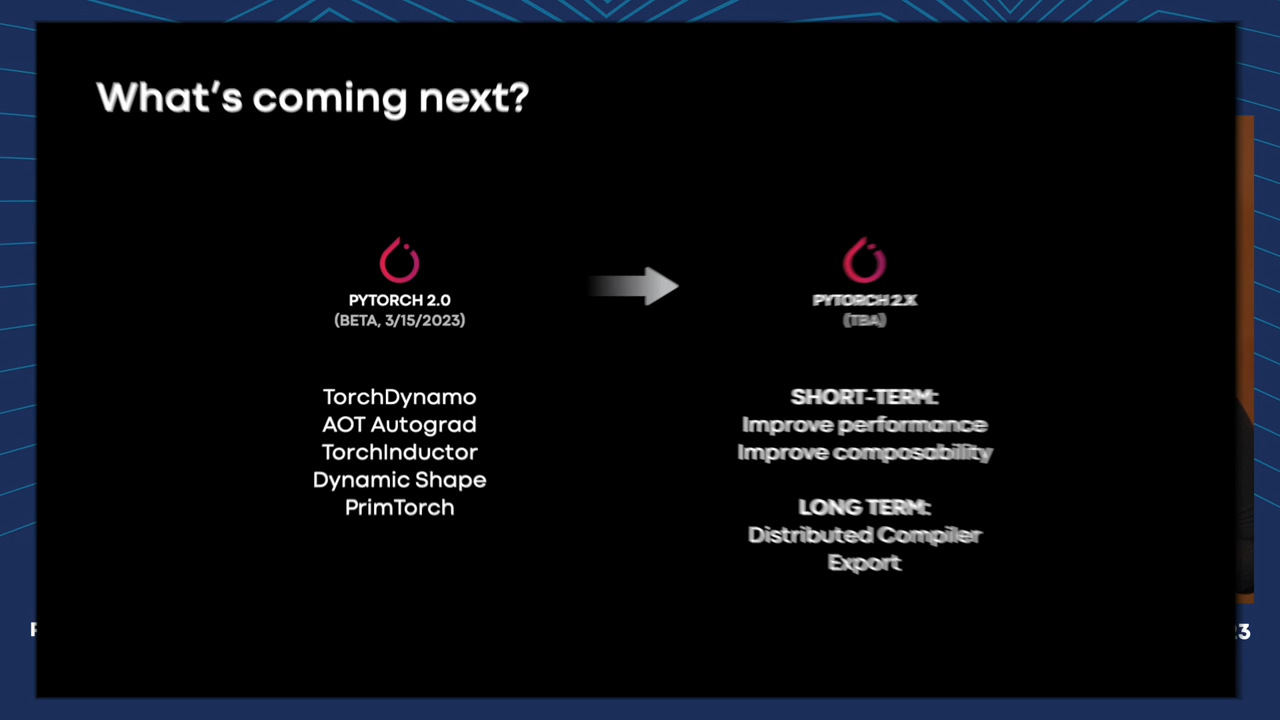 What's coming next?
PYTORCH 2.0
(BETA, 3/15/2023)
TorchDynamo
AOT Autograd
TorchInductor
Dynamic Shape
PrimTorch
PYTORCH 2.X
(TBA)
SHORT-TERM:
Improve performance
Improve composability
LONG TERM:
Distributed Compiler
Export